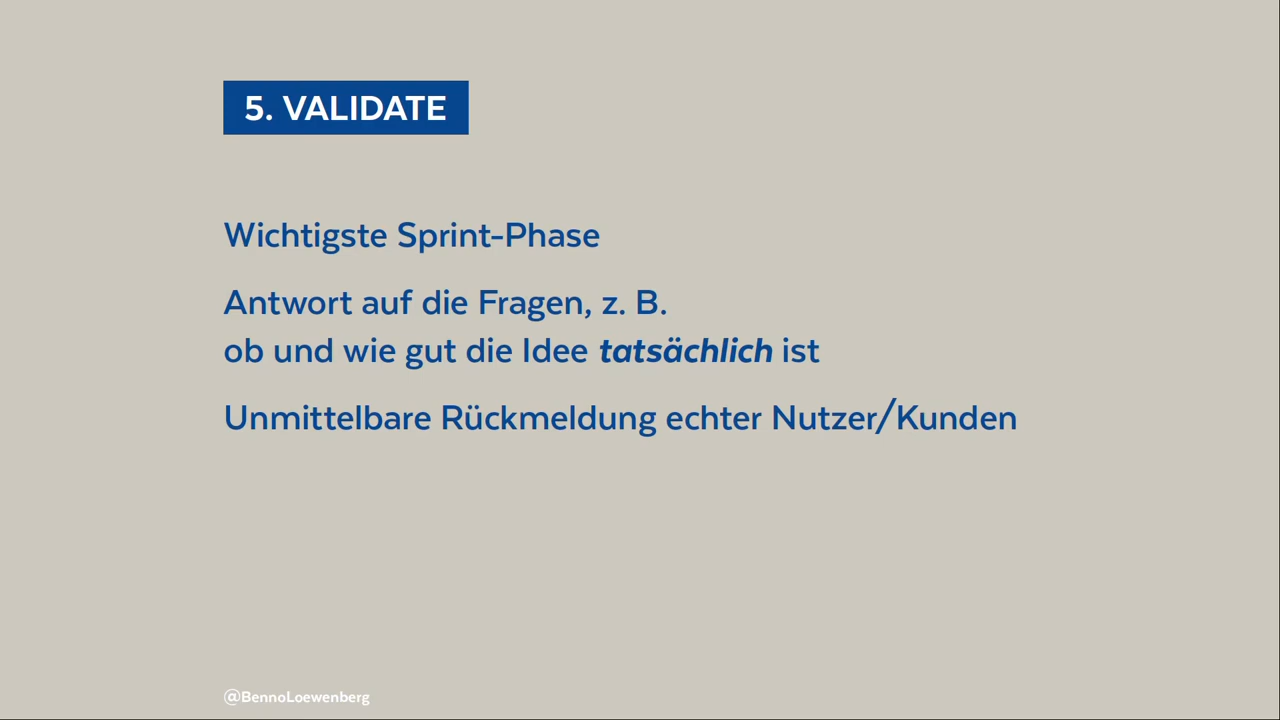 5. VALIDATE
Wichtigste Sprint-Phase
Antwort auf die Fragen, z. B.
ob und wie gut die Idee tatsächlich ist
Unmittelbare Rückmeldung echter Nutzer/Kunden
@BennoLoewenberg